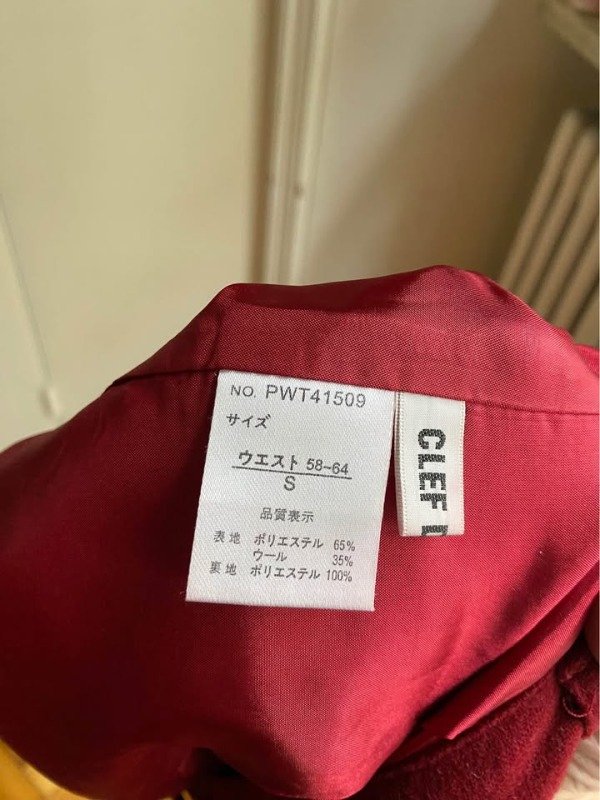 NO. PWT41509
サイズ
ウエスト 58-64
S
品質表示
表地 ポリエステル 65%
ウール 35%
裏地 ポリエステル 100%
CLEF